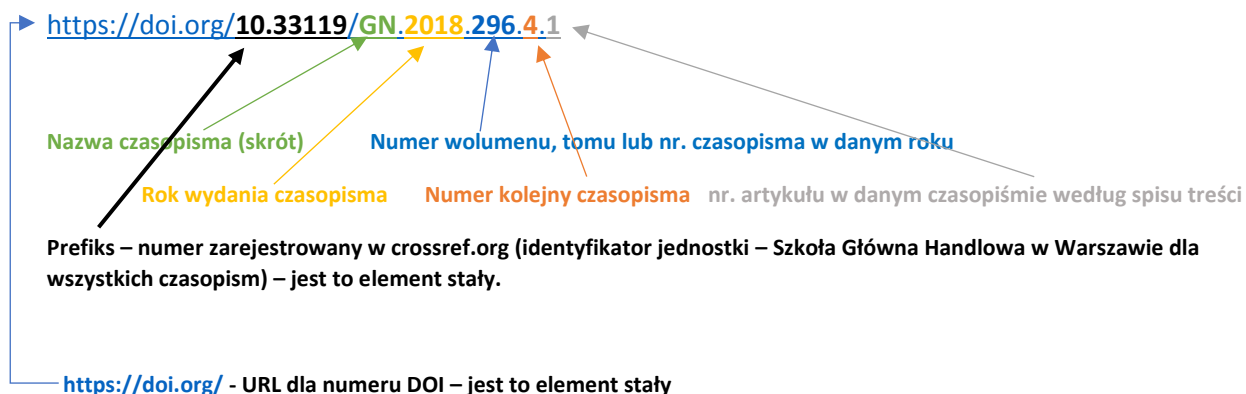 https://doi.org/10.33119/GN.2018.296.4.1
Nazwa czasopisma (skrót) Numer wolumenu, tomu lub nr. czasopisma w danym roku
Rok wydania czasopisma Numer kolejny czasopisma nr. artykułu w danym czasopiśmie według spisu treści
Prefiks – numer zarejestrowany w crossref.org (identyfikator jednostki – Szkoła Główna Handlowa w Warszawie dla
wszystkich czasopism) – jest to element stały.
https://doi.org/ - URL dla numeru DOI – jest to element stały